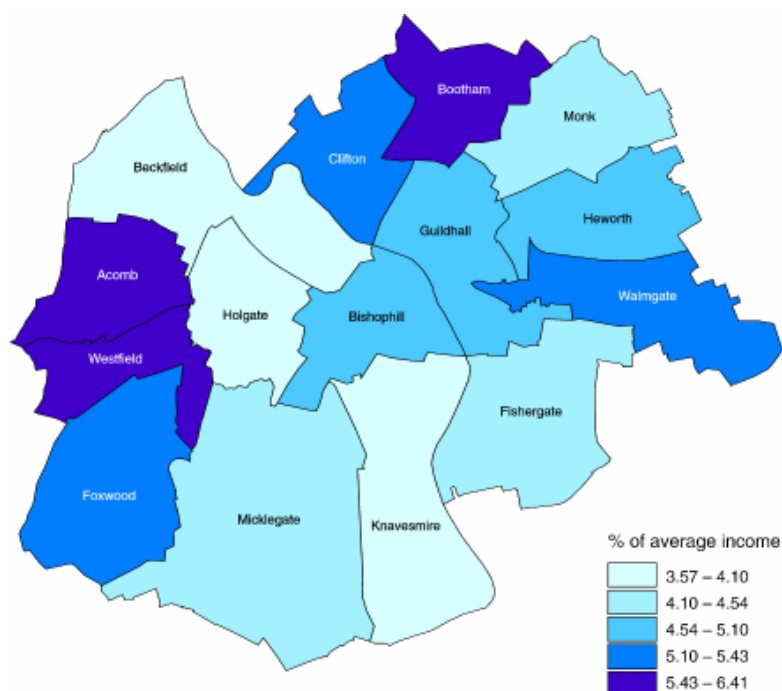 Bootham
Monk
Clifton
Beckfield
Heworth
Guildhall
Acomb
Walmgate
Holgate
Bishophill
Westfield
Fishergate
Foxwood
Micklegate
Knavesmire
% of average income
3.57 – 4.10
4.10 – 4.54
4.54 – 5.10
5.10 – 5.43
5.43 – 6.41